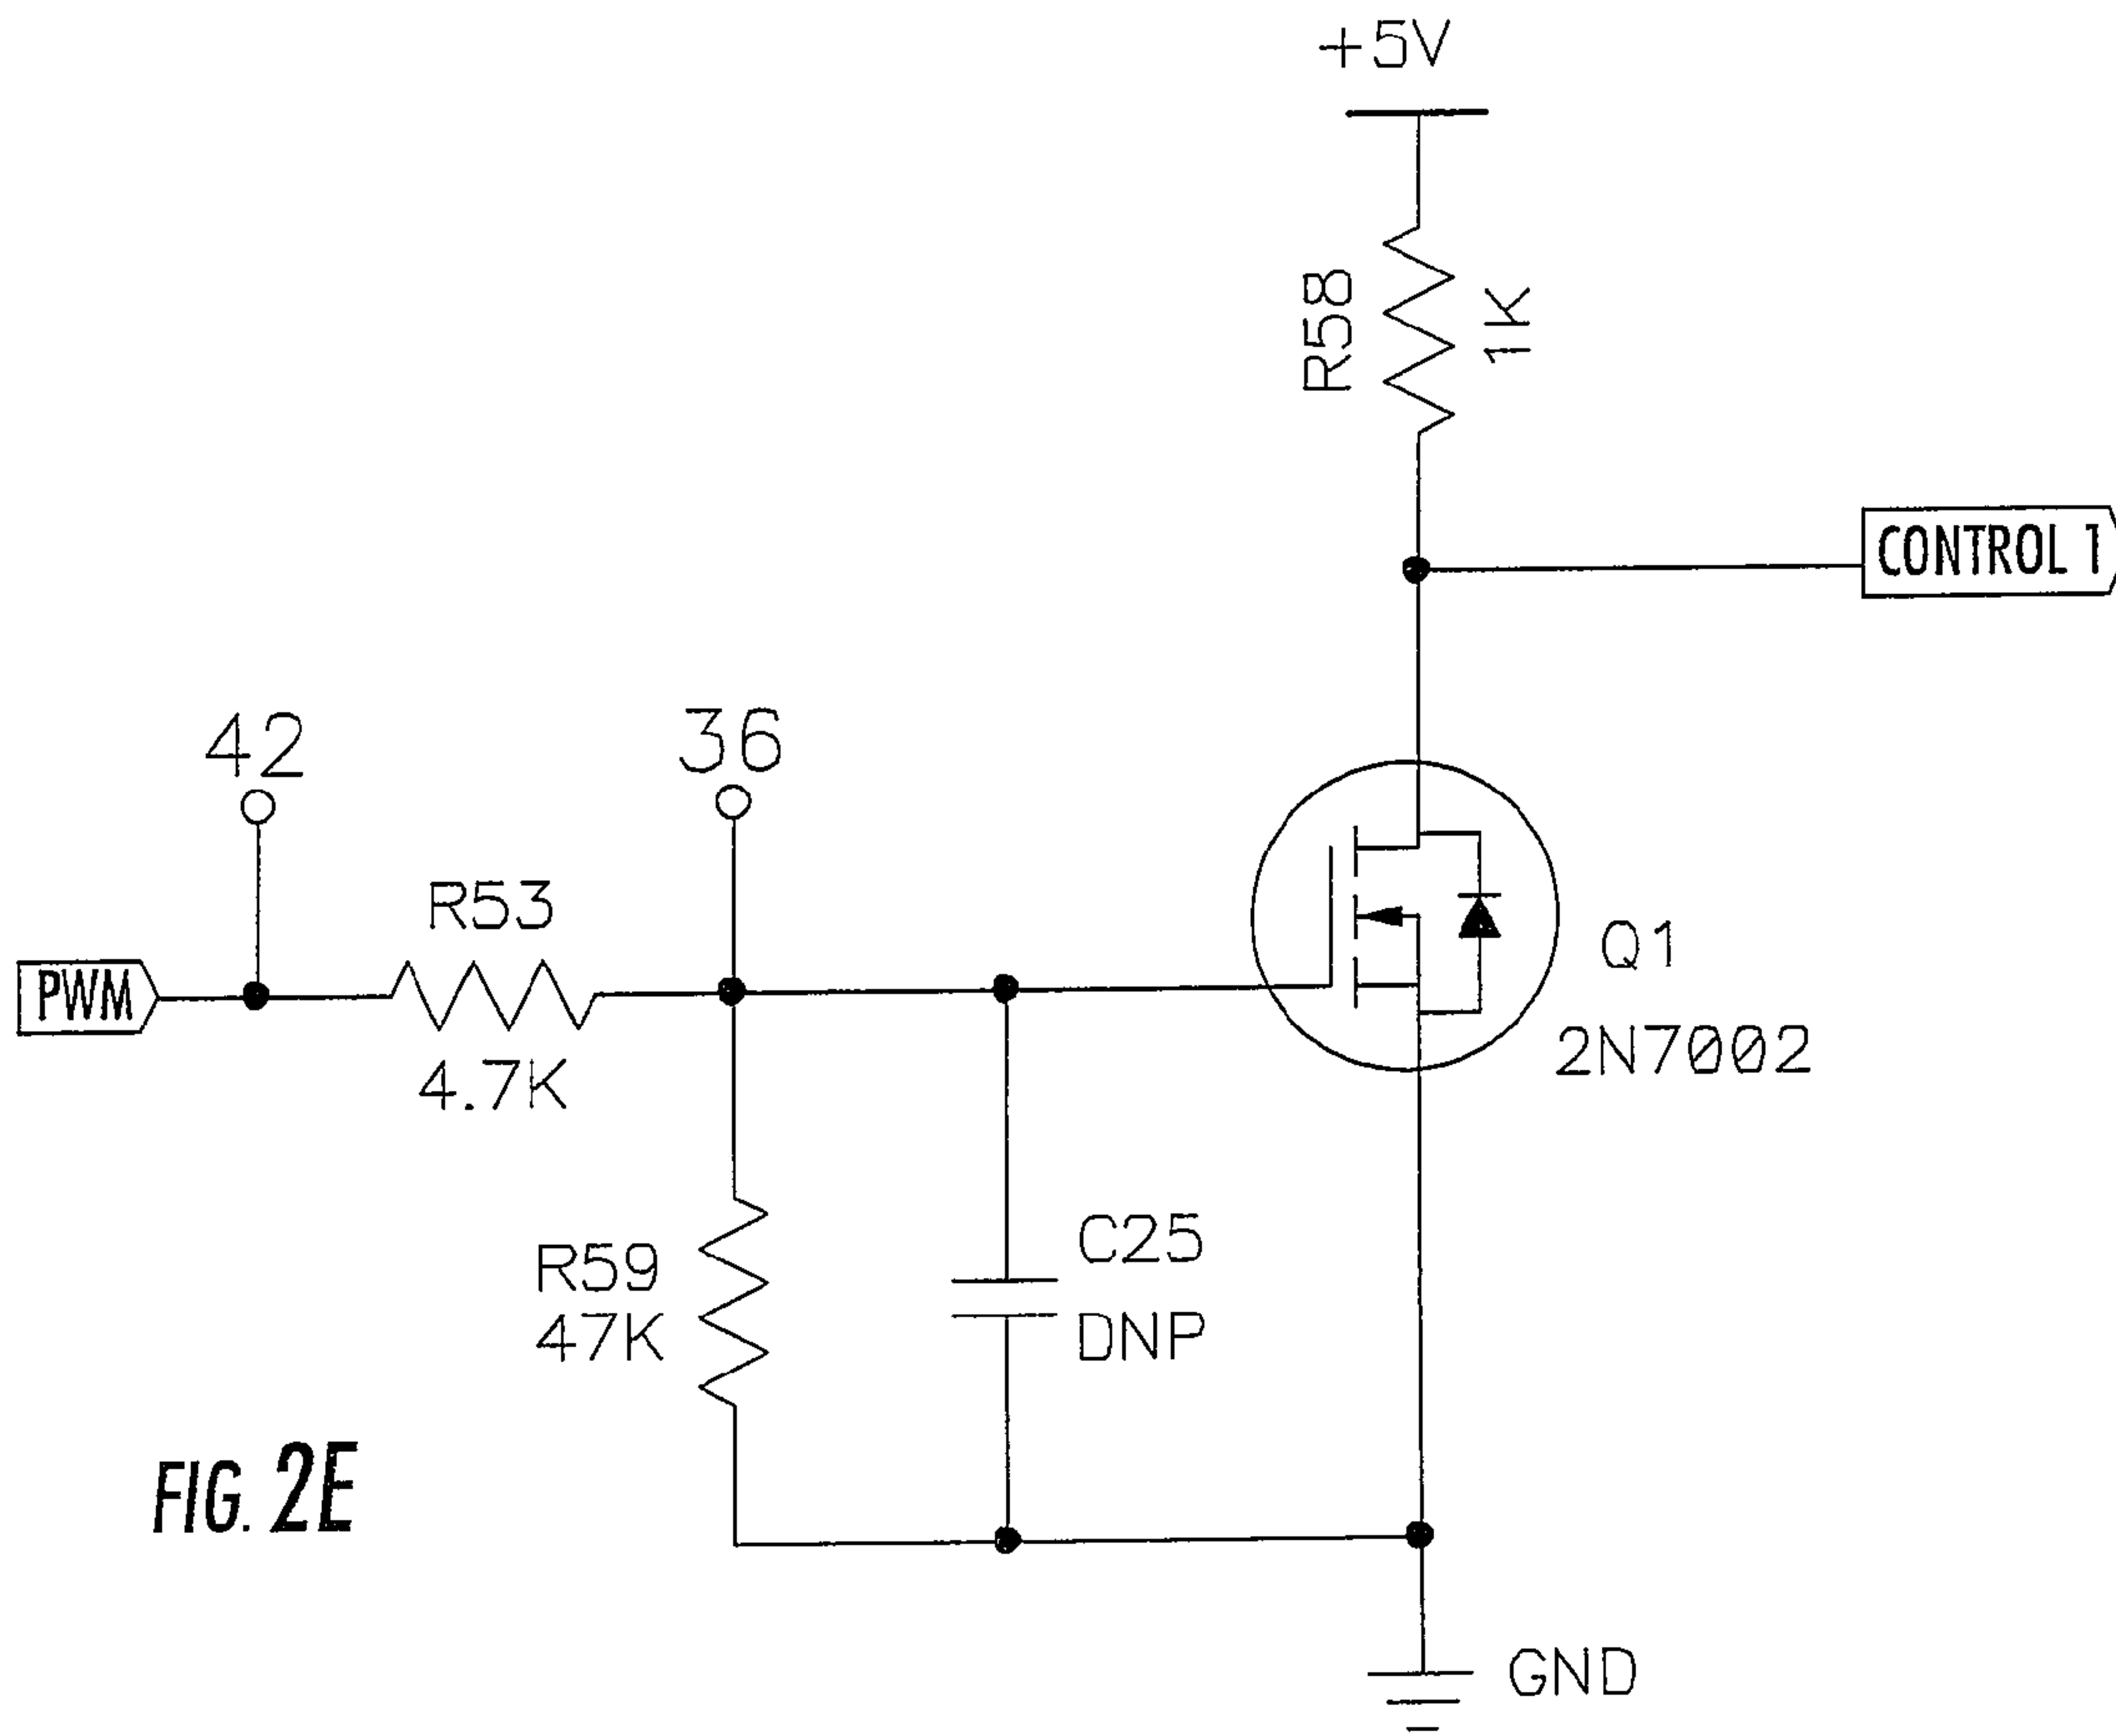 +5V
R58
1K
CONTROL 1
42
36
R53
PWM
4.7K
Q1
2N7002
R59
47K
C25
DNP
FIG. 2E
GND